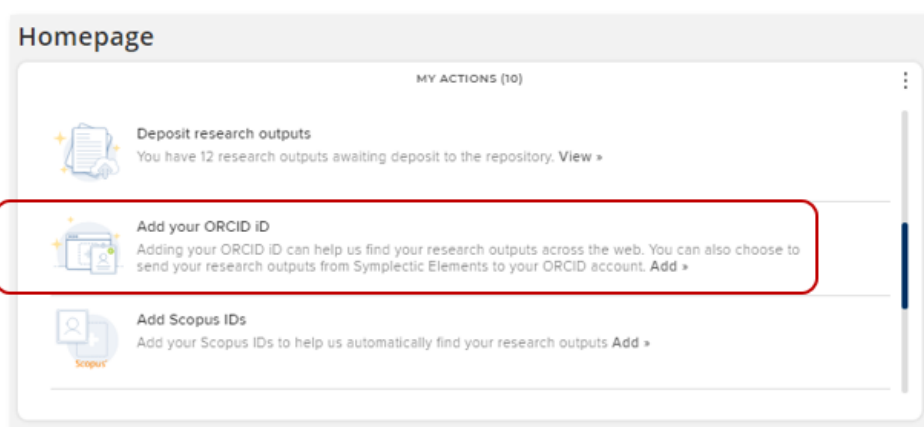 Homepage
MY ACTIONS (10)
Deposit research outputs
You have 12 research outputs awaiting deposit to the repository. View »
Add your ORCID iD
Adding your ORCID iD can help us find your research outputs across the web. You can also choose to
send your research outputs from Symplectic Elements to your ORCID account. Add »
Add Scopus IDs
Add your Scopus IDs to help us automatically find your research outputs Add »
Scopus